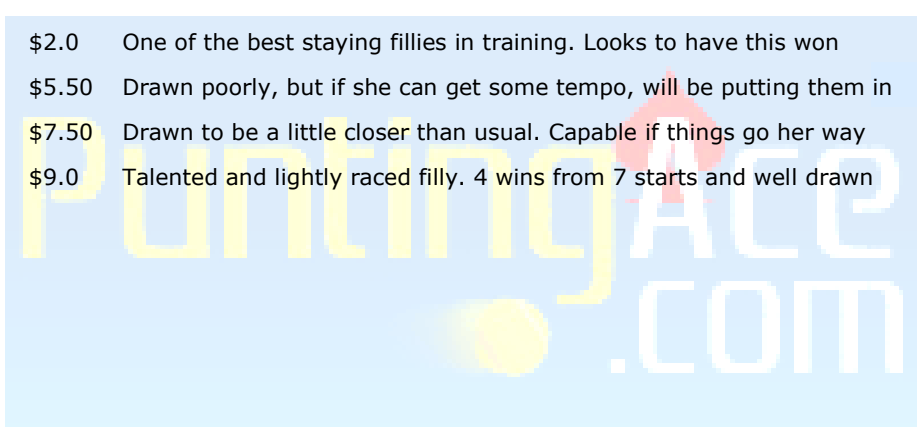 $2.0 One of the best staying fillies in training. Looks to have this won
$5.50 Drawn poorly, but if she can get some tempo, will be putting them in
$7.50 Drawn to be a little closer than usual. Capable if things go her way
$9.0 Talented and lightly raced filly. 4 wins from 7 starts and well drawn
PuntingAce
.com